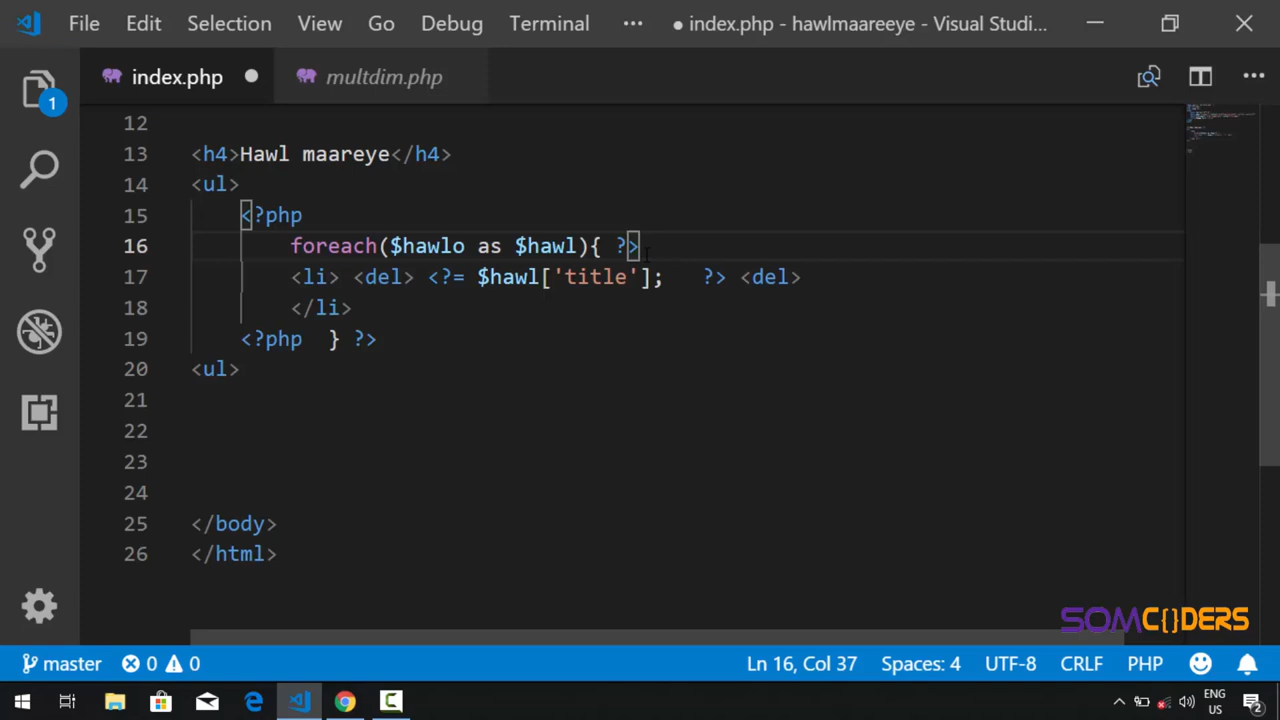 File Edit Selection View Go Debug Terminal ··· ● index.php - hawlmaareeye - Visual Studi...
index.php ● multdim.php ···
1
12
13 <h4>Hawl maareye</h4>
14 <ul>
15 <?php
16 foreach($hawlo as $hawl){ ?>
17 <li> <del> <?= $hawl['title']; ?> <del>
18 </li>
19 <?php } ?>
20 <ul>
21
22
23
24
25 </body>
26 </html>
SOMC{}DERS
master 0 0 Ln 16, Col 37 Spaces: 4 UTF-8 CRLF PHP
ENG
US
2